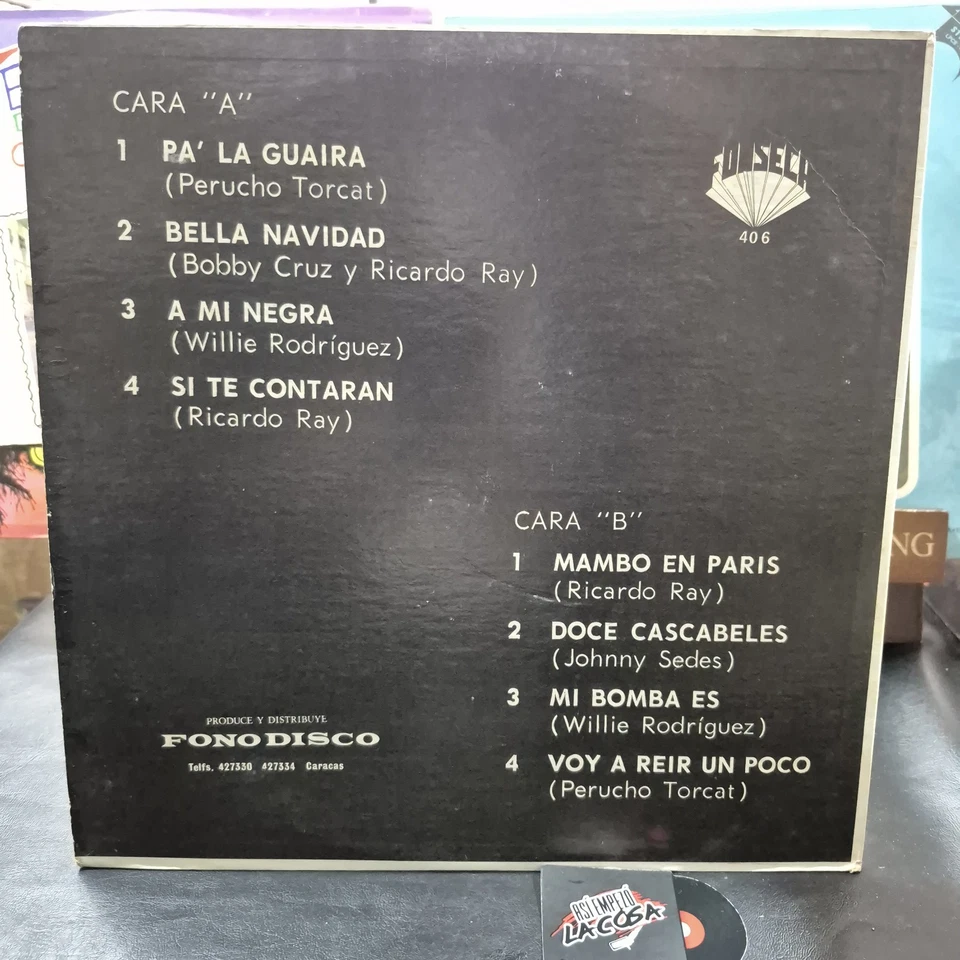 CARA "A"
1 PA' LA GUAIRA
(Perucho Torcat)
2 BELLA NAVIDAD
(Bobby Cruz y Ricardo Ray)
3 A MI NEGRA
(Willie Rodríguez)
4 SI TE CONTARAN
(Ricardo Ray)
FONSECA
406
CARA "B"
1 MAMBO EN PARIS
(Ricardo Ray)
2 DOCE CASCABELES
(Johnny Sedes)
3 MI BOMBA ES
(Willie Rodríguez)
4 VOY A REIR UN POCO
(Perucho Torcat)
PRODUCE Y DISTRIBUYE
FONODISCO
Telfs. 427330 427334 Caracas
NG
ASÍ EMPEZÓ
LA COSA